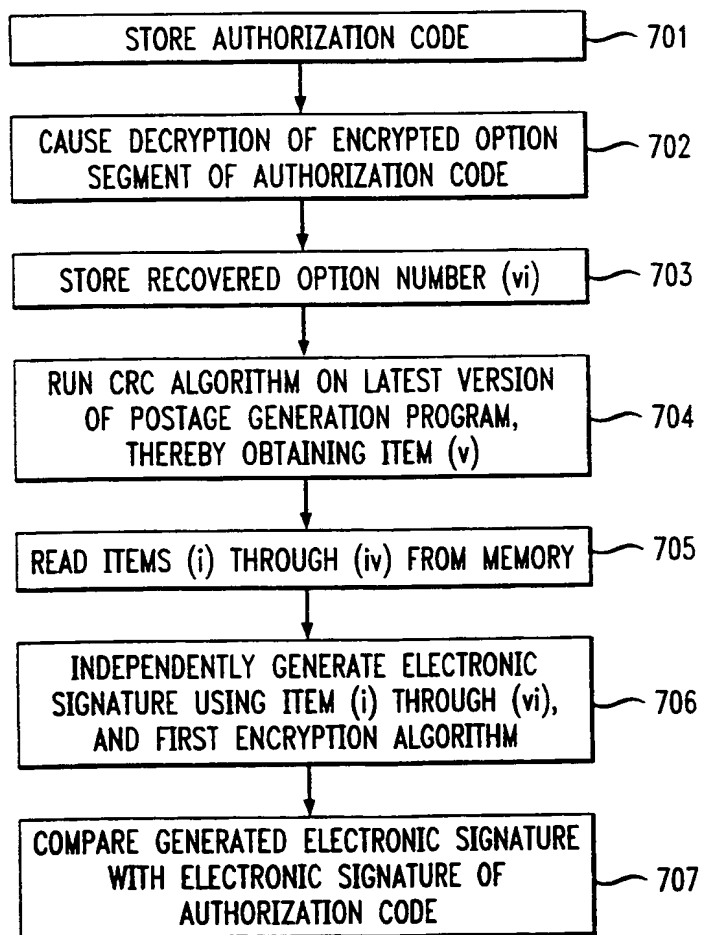 STORE AUTHORIZATION CODE
701
CAUSE DECRYPTION OF ENCRYPTED OPTION
SEGMENT OF AUTHORIZATION CODE
702
STORE RECOVERED OPTION NUMBER (vi)
703
RUN CRC ALGORITHM ON LATEST VERSION
OF POSTAGE GENERATION PROGRAM,
THEREBY OBTAINING ITEM (v)
704
READ ITEMS (i) THROUGH (iv) FROM MEMORY
705
INDEPENDENTLY GENERATE ELECTRONIC
SIGNATURE USING ITEM (i) THROUGH (vi),
AND FIRST ENCRYPTION ALGORITHM
706
COMPARE GENERATED ELECTRONIC SIGNATURE
WITH ELECTRONIC SIGNATURE OF
AUTHORIZATION CODE
707